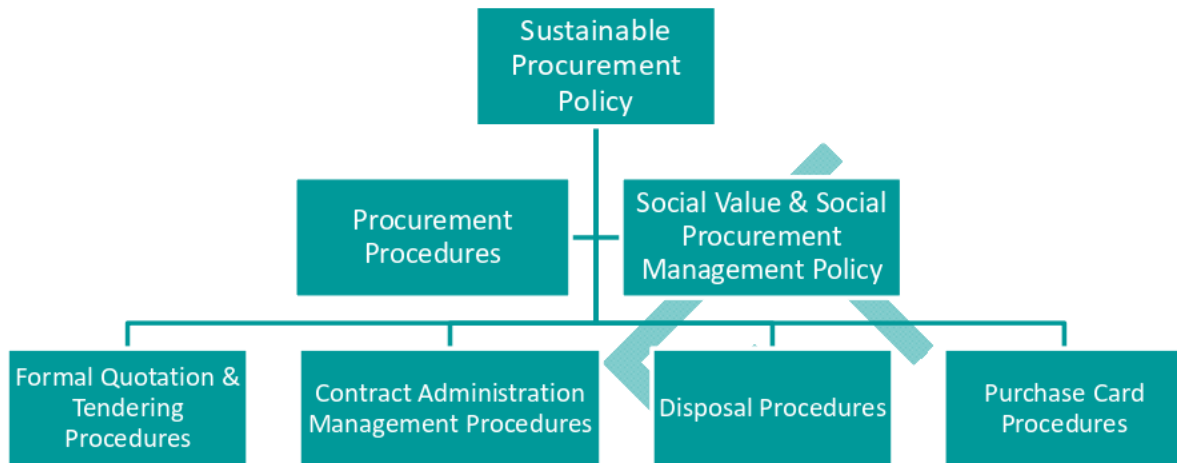 Sustainable
Procurement
Policy
Procurement
Procedures
Social Value & Social
Procurement
Management Policy
Formal Quotation &
Tendering
Procedures
Contract Administration
Management Procedures
Disposal Procedures
Purchase Card
Procedures